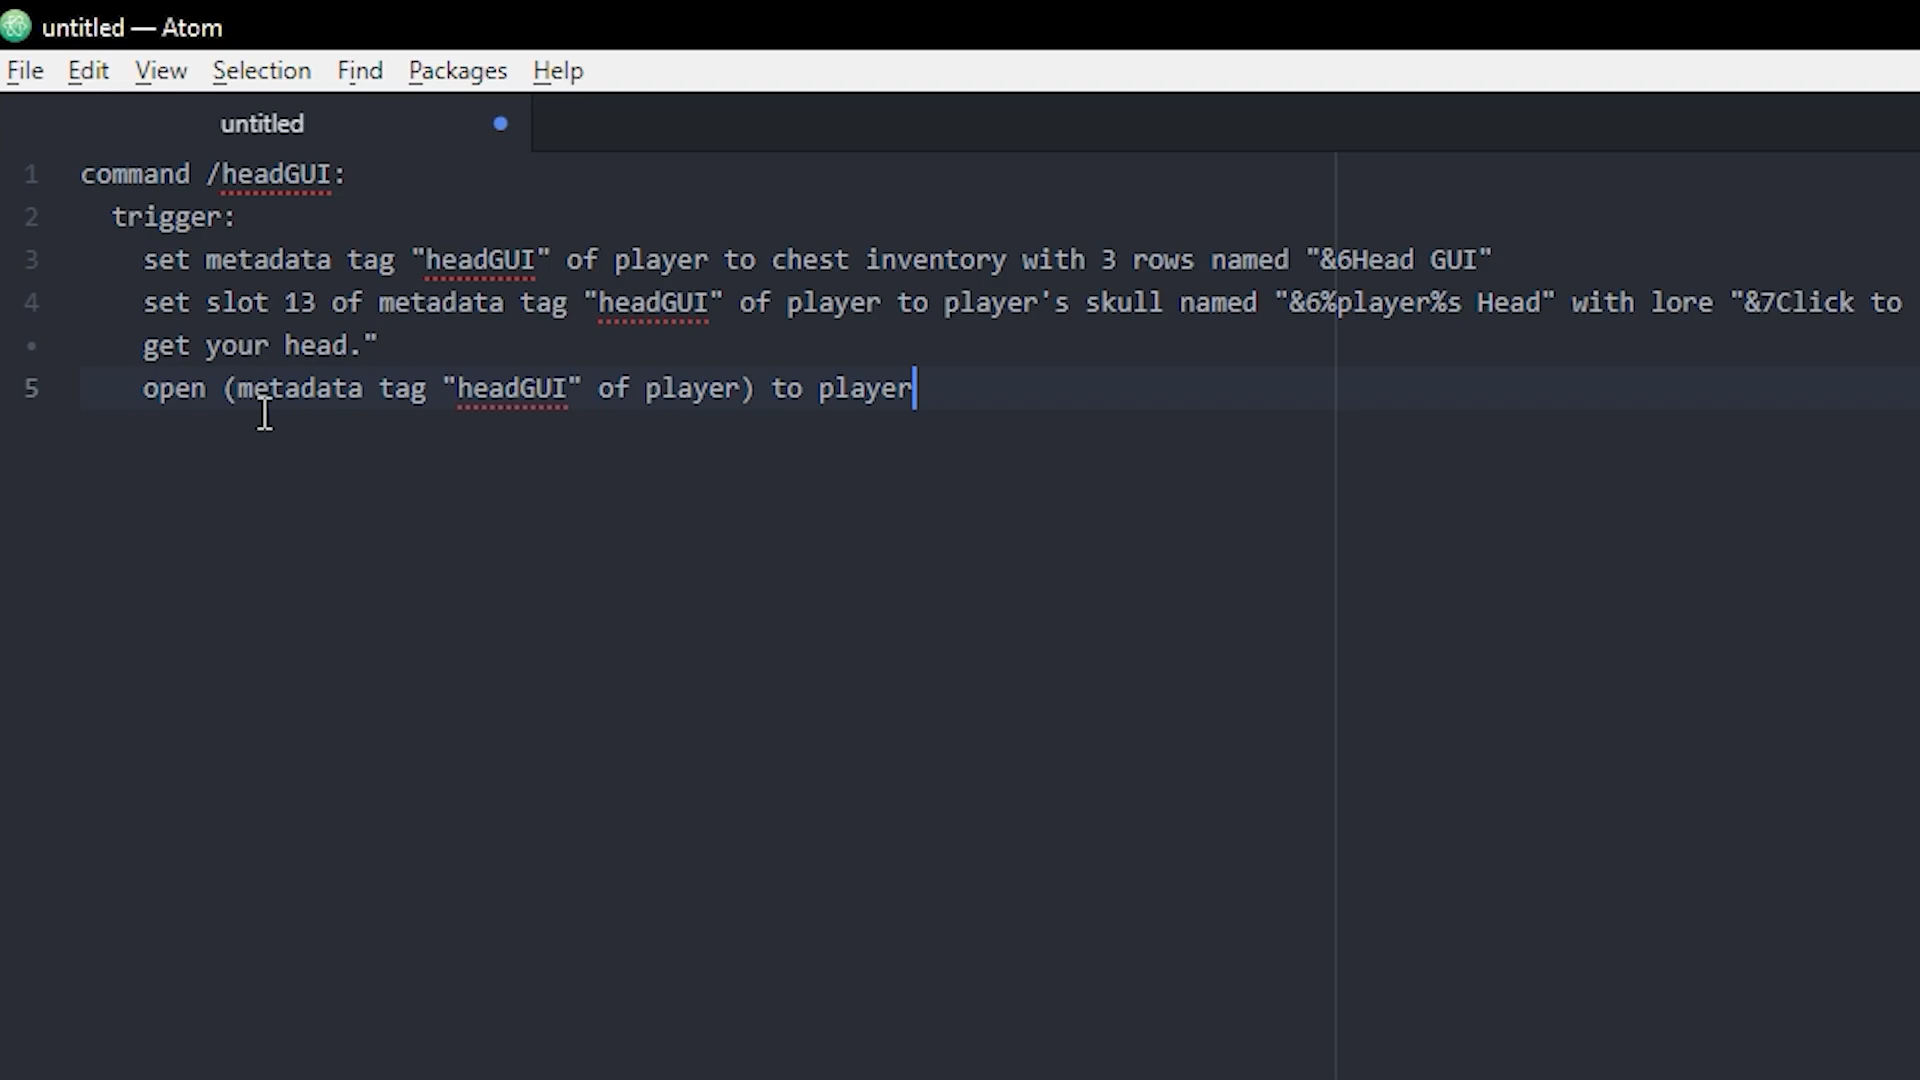 untitled — Atom
File Edit View Selection Find Packages Help
untitled
1 command /headGUI:
2 trigger:
3 set metadata tag "headGUI" of player to chest inventory with 3 rows named "&6Head GUI"
4 set slot 13 of metadata tag "headGUI" of player to player's skull named "&6%player%s Head" with lore "&7Click to
• get your head."
5 open (metadata tag "headGUI" of player) to player